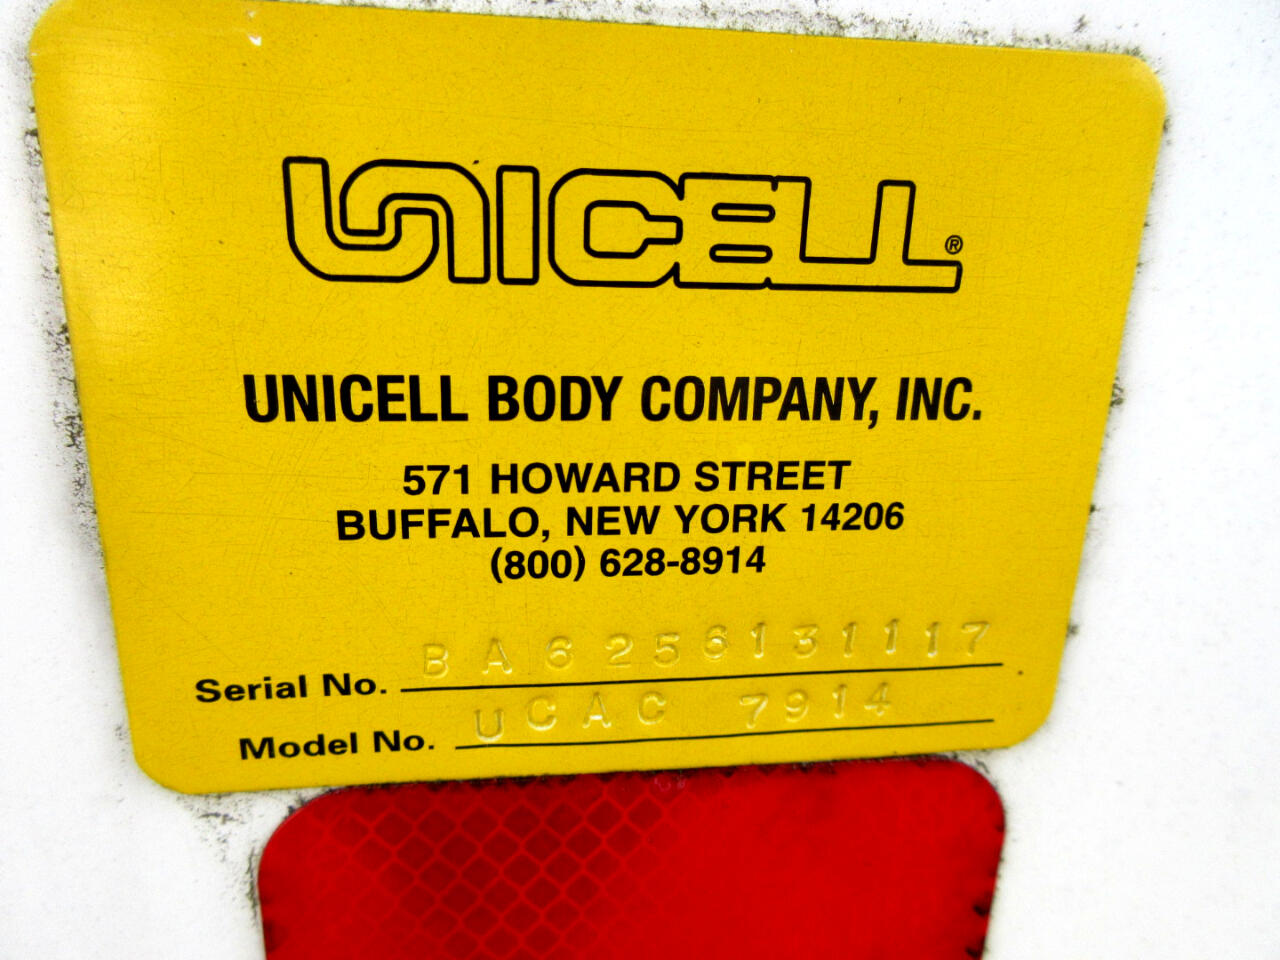 UNICELL®
UNICELL BODY COMPANY, INC.
571 HOWARD STREET
BUFFALO, NEW YORK 14206
(800) 628-8914
Serial No. BA6256131117
Model No. UCAC 7914